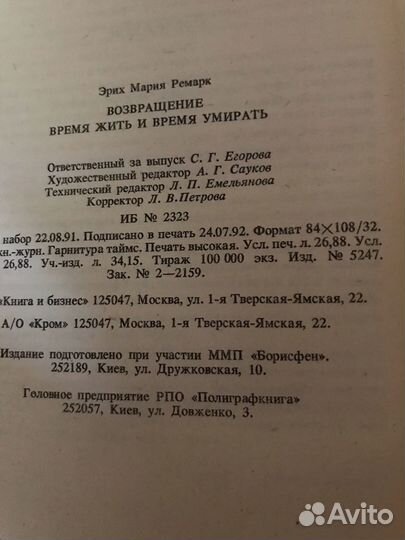 Эрих Мария Ремарк
ВОЗВРАЩЕНИЕ
ВРЕМЯ ЖИТЬ И ВРЕМЯ УМИРАТЬ
Ответственный за выпуск С. Г. Егорова
Художественный редактор А. Г. Сауков
Технический редактор Л. П. Емельянова
Корректор Л. В.Петрова
ИБ № 2323
набор 22.08.91. Подписано в печать 24.07.92. Формат 84×108/32.
кн.-журн. Гарнитура таймс. Печать высокая. Усл. печ. л. 26,88. Усл.
26,88. Уч.-изд. л. 34,15. Тираж 100 000 экз. Изд. № 5247.
Зак. № 2—2159.
«Книга и бизнес» 125047, Москва, ул. 1-я Тверская-Ямская, 22.
А/О «Кром» 125047, Москва, 1-я Тверская-Ямская, 22.
Издание подготовлено при участии ММП «Борисфен».
252189, Киев, ул. Дружковская, 10.
Головное предприятие РПО «Полиграфкнига»
252057, Киев, ул. Довженко, 3.
Avito